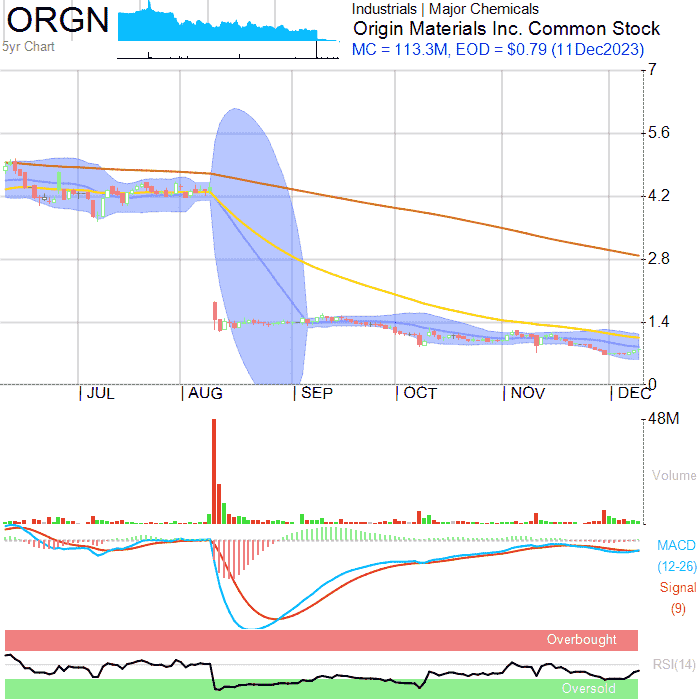 ORGN
5yr Chart
Industrials | Major Chemicals
Origin Materials Inc. Common Stock
MC = 113.3M, EOD = $0.79 (11Dec2023)
7
5.6
4.2
2.8
1.4
0
| JUL | AUG | SEP | OCT | NOV | DEC
48M
Volume
MACD
(12-26)
Signal
(9)
Overbought
RSI(14)
Oversold